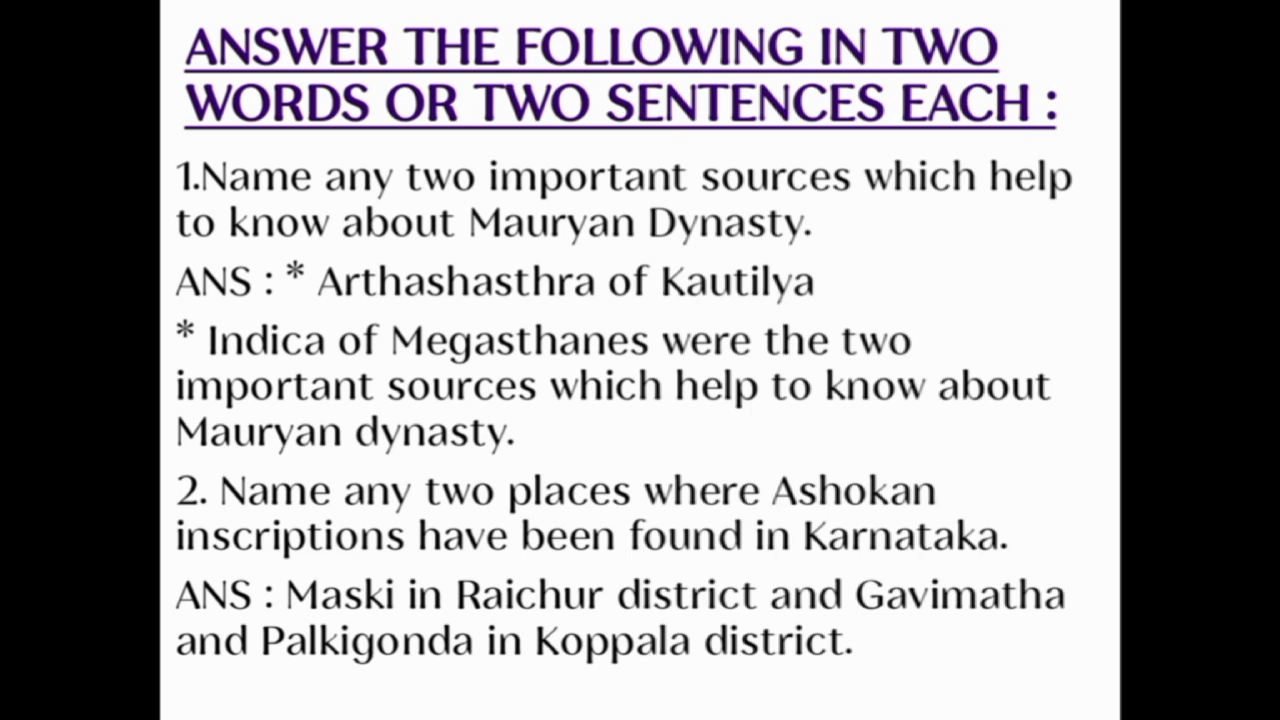 ANSWER THE FOLLOWING IN TWO
WORDS OR TWO SENTENCES EACH :
1.Name any two important sources which help
to know about Mauryan Dynasty.
ANS : * Arthashasthra of Kautilya
* Indica of Megasthanes were the two
important sources which help to know about
Mauryan dynasty.
2. Name any two places where Ashokan
inscriptions have been found in Karnataka.
ANS : Maski in Raichur district and Gavimatha
and Palkigonda in Koppala district.